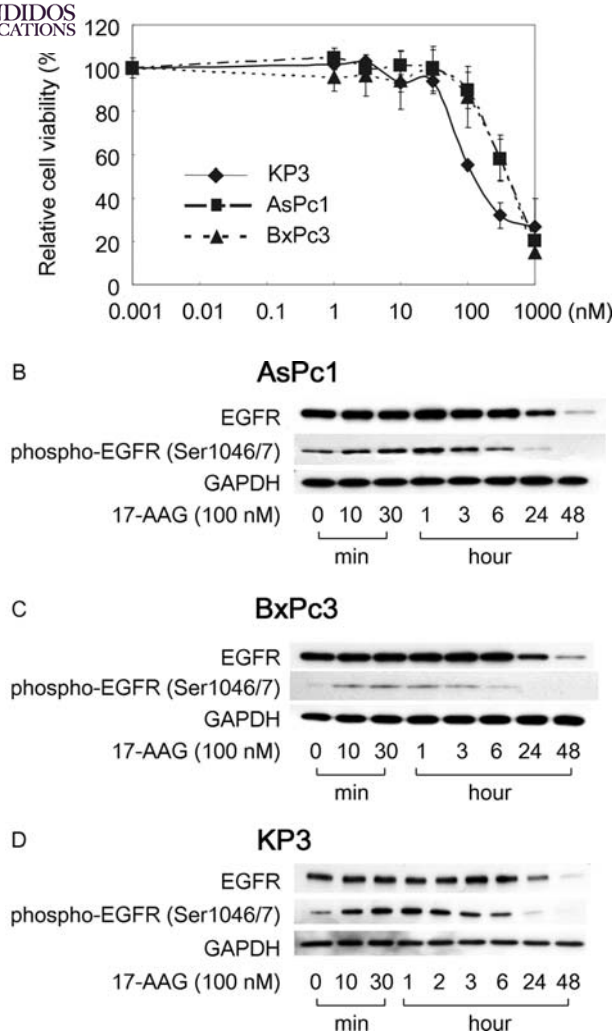 NDIDOS
CATIONS
120
100
80
60
40
20
0
Relative cell viability (%
KP3
AsPc1
BxPc3
0.001 0.01 0.1 1 10 100 1000 (nM)
B
AsPc1
EGFR
phospho-EGFR (Ser1046/7)
GAPDH
17-AAG (100 nM) 0 10 30 1 3 6 24 48
min hour
C
BxPc3
EGFR
phospho-EGFR (Ser1046/7)
GAPDH
17-AAG (100 nM) 0 10 30 1 3 6 24 48
min hour
D
KP3
EGFR
phospho-EGFR (Ser1046/7)
GAPDH
17-AAG (100 nM) 0 10 30 1 2 3 6 24 48
min hour